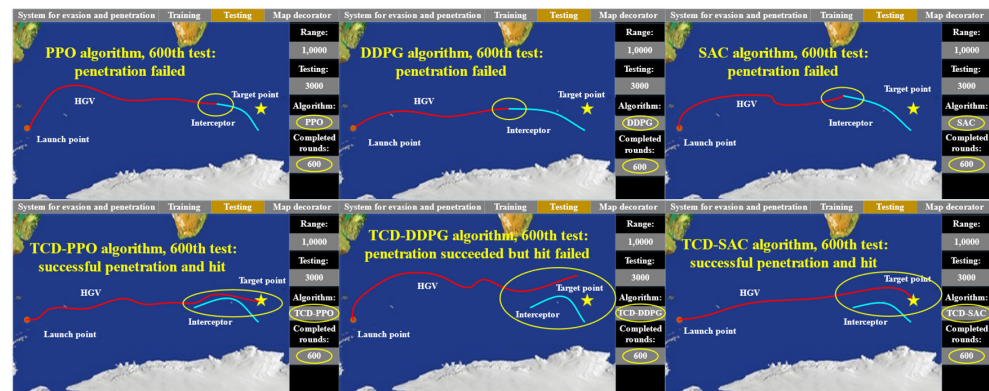 System for evasion and penetration Training Testing Map decorator
PPO algorithm, 600th test:
penetration failed
HGV
Launch point
Interceptor
Target point
Range:
1,0000
Testing:
3000
Algorithm:
PPO
Completed
rounds:
600
System for evasion and penetration Training Testing Map decorator
DDPG algorithm, 600th test:
penetration failed
HGV
Launch point
Interceptor
Target point
Range:
1,0000
Testing:
3000
Algorithm:
DDPG
Completed
rounds:
600
System for evasion and penetration Training Testing Map decorator
SAC algorithm, 600th test:
penetration failed
HGV
Launch point
Interceptor
Target point
Range:
1,0000
Testing:
3000
Algorithm:
SAC
Completed
rounds:
600
System for evasion and penetration Training Testing Map decorator
TCD-PPO algorithm, 600th test:
successful penetration and hit
HGV
Launch point
Interceptor
Target point
Range:
1,0000
Testing:
3000
Algorithm:
TCD-PPO
Completed
rounds:
600
System for evasion and penetration Training Testing Map decorator
TCD-DDPG algorithm, 600th test:
penetration succeeded but hit failed
HGV
Launch point
Interceptor
Target point
Range:
1,0000
Testing:
3000
Algorithm:
TCD-DDPG
Completed
rounds:
600
System for evasion and penetration Training Testing Map decorator
TCD-SAC algorithm, 600th test:
successful penetration and hit
HGV
Launch point
Interceptor
Target point
Range:
1,0000
Testing:
3000
Algorithm:
TCD-SAC
Completed
rounds:
600